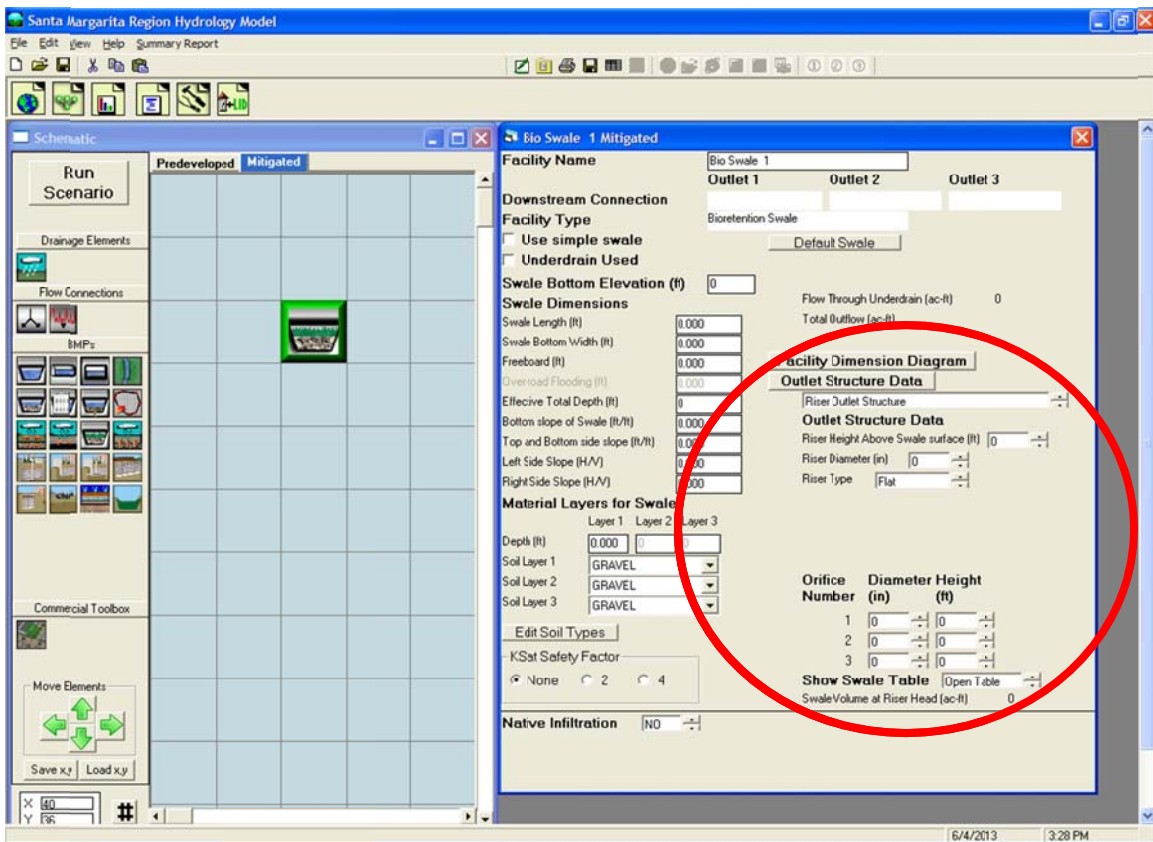 Santa Margarita Region Hydrology Model
File Edit View Help Summary Report
Schematic
Run
Scenario
Predeveloped Mitigated
Drainage Elements
Flow Connections
BMPs
Commercial Toolbox
Move Elements
Save x,y Load x,y
X 40
Y 36
#
Bio Swale 1 Mitigated
Facility Name Bio Swale 1
Outlet 1 Outlet 2 Outlet 3
Downstream Connection
Facility Type Bioretention Swale
Use simple swale Default Swale
Underdrain Used
Swale Bottom Elevation (ft) 0
Swale Dimensions Flow Through Underdrain (ac-ft) 0
Swale Length (ft) 0.000 Total Outflow (ac-ft)
Swale Bottom Width (ft) 0.000
Freeboard (ft) 0.000 Facility Dimension Diagram
Over-road Flooding (ft) 0.000 Outlet Structure Data
Effective Total Depth (ft) 0 Riser Outlet Structure
Bottom slope of Swale (ft/ft) 0.000 Outlet Structure Data
Top and Bottom side slope (ft/ft) 0.000 Riser Height Above Swale surface (ft) 0
Left Side Slope (H/V) 0.000 Riser Diameter (in) 0
Right Side Slope (H/V) 0.000 Riser Type Flat
Material Layers for Swale
Layer 1 Layer 2 Layer 3
Depth (ft) 0.000 0 0
Soil Layer 1 GRAVEL
Soil Layer 2 GRAVEL
Soil Layer 3 GRAVEL
Edit Soil Types
KSat Safety Factor
None 2 4
Orifice Diameter Height
Number (in) (ft)
1 0 0
2 0 0
3 0 0
Show Swale Table Open Table
Swale Volume at Riser Head (ac-ft) 0
Native Infiltration NO
6/4/2013 3:28 PM